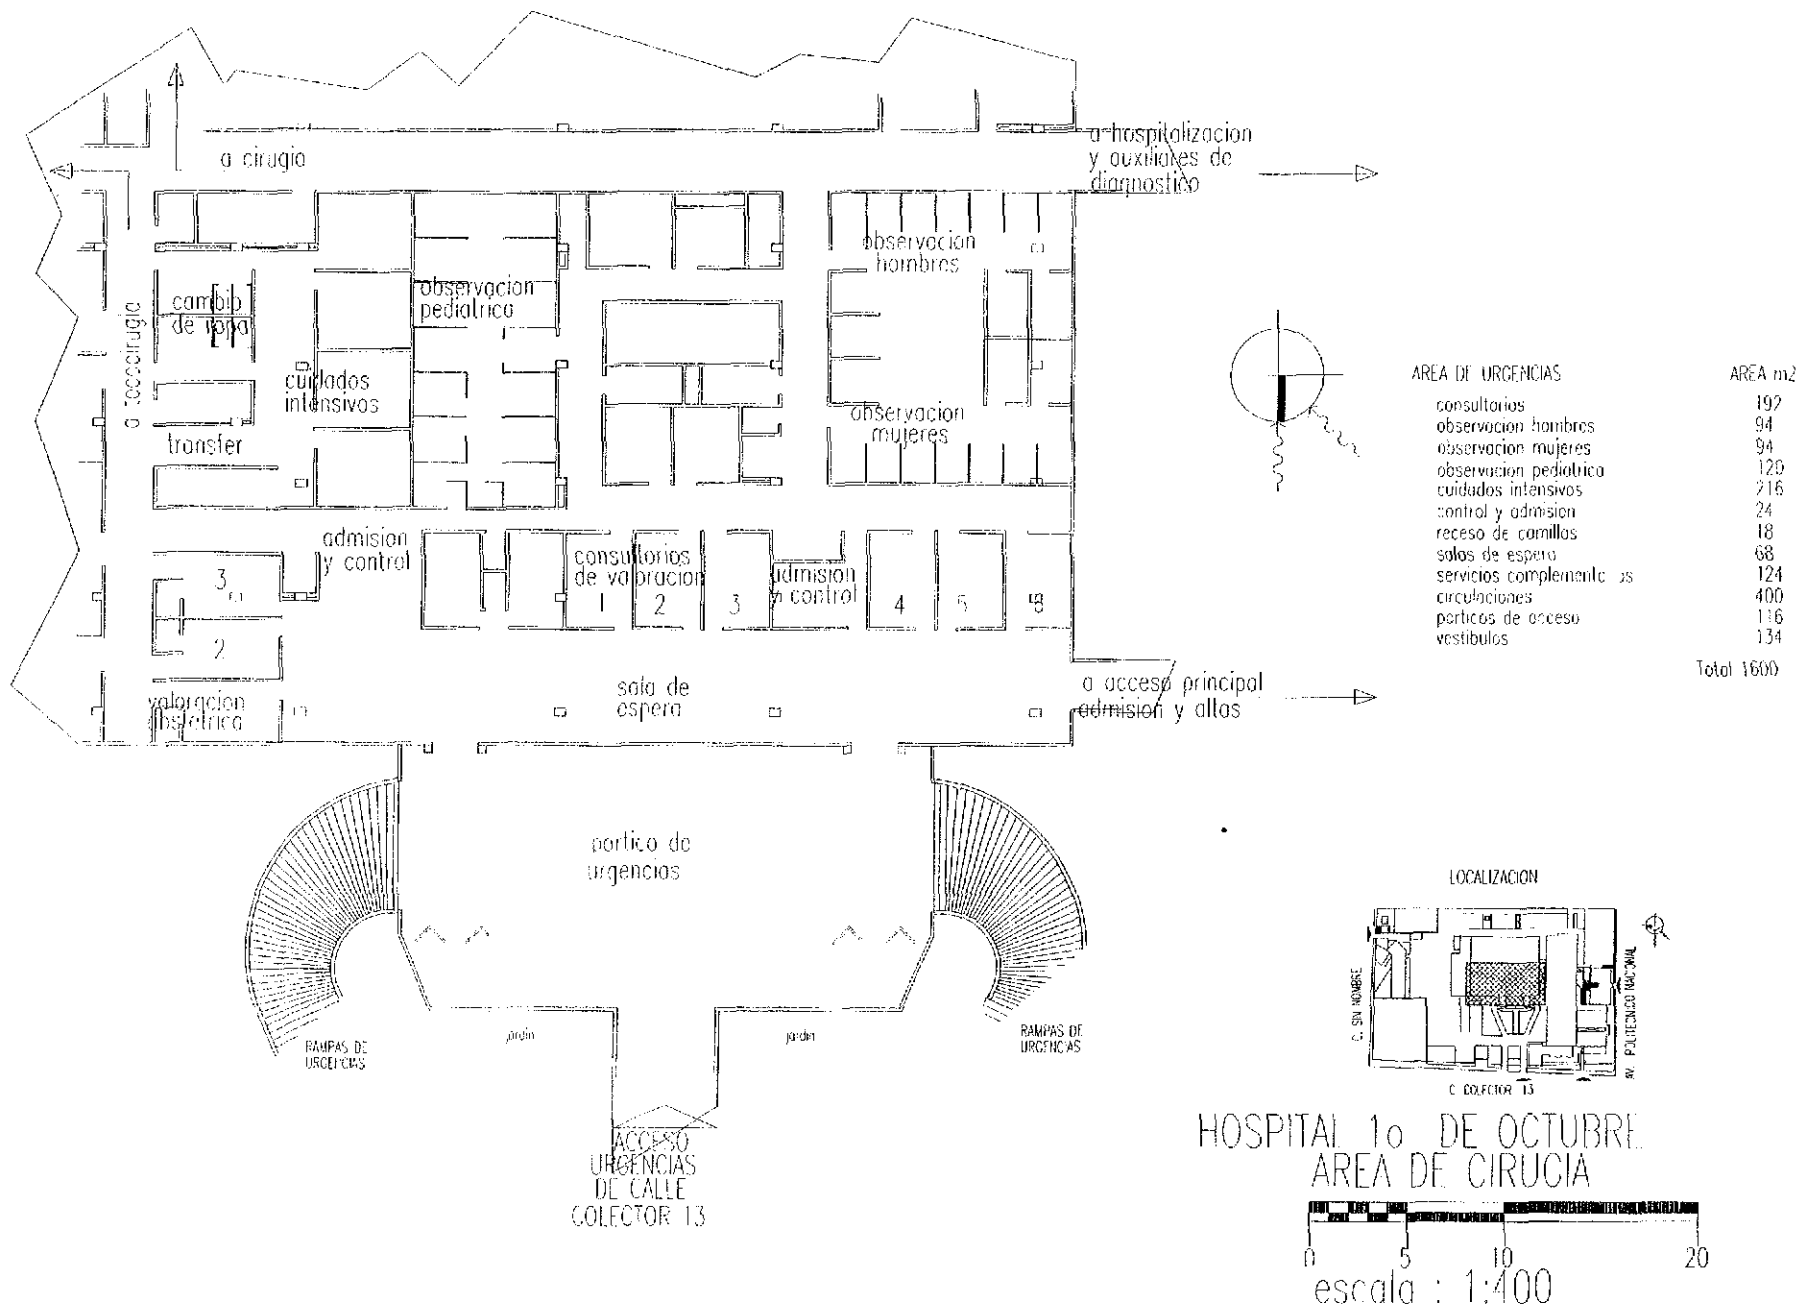 a cirugia
a hospitalizacion
y auxiliares de
diagnostico
observacion
hombres
cambio
de ropa
observacion
pediatrica
a tococirugia
cuidados
intensivos
transfer
observacion
mujeres
admision
y control
consultorios
de valoracion
admision
y control
3
2
2
3
4
5
valoracion
obstetrica
sala de
espera
a acceso principal
admision y altas
portico de
urgencias
RAMPAS DE
URGENCIAS
jardin
jardin
RAMPAS DE
URGENCIAS
ACCESO
URGENCIAS
DE CALLE
COLECTOR 13
AREA DE URGENCIAS AREA m2
consultorios 192
observacion hombres 94
observacion mujeres 94
observacion pediatrica 120
cuidados intensivos 216
control y admision 24
receso de camillas 18
salas de espera 68
servicios complement os 124
circulaciones 400
porticos de acceso 116
vestibulos 134
Total 1600
LOCALIZACION
C. SIN NOMBRE
AV. POLITECNICO NACIONAL
C COLECTOR 13
HOSPITAL 1o DE OCTUBRE
AREA DE CIRUCIA
0 5 10 20
escala : 1:400